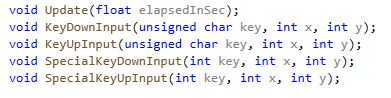 void Update(float elapsedInSec);
void KeyDownInput(unsigned char key, int x, int y);
void KeyUpInput(unsigned char key, int x, int y);
void SpecialKeyDownInput(int key, int x, int y);
void SpecialKeyUpInput(int key, int x, int y);